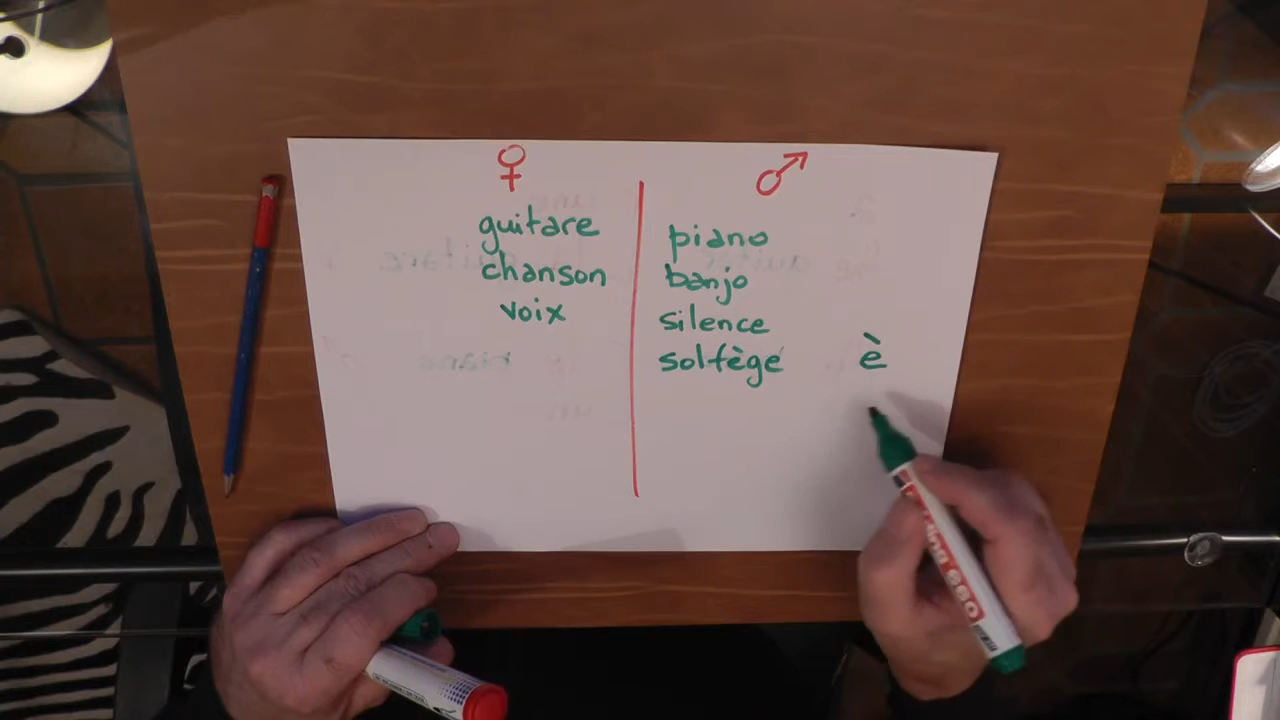 ♀ ♂
guitare
chanson
voix
piano
banjo
silence
solfège è